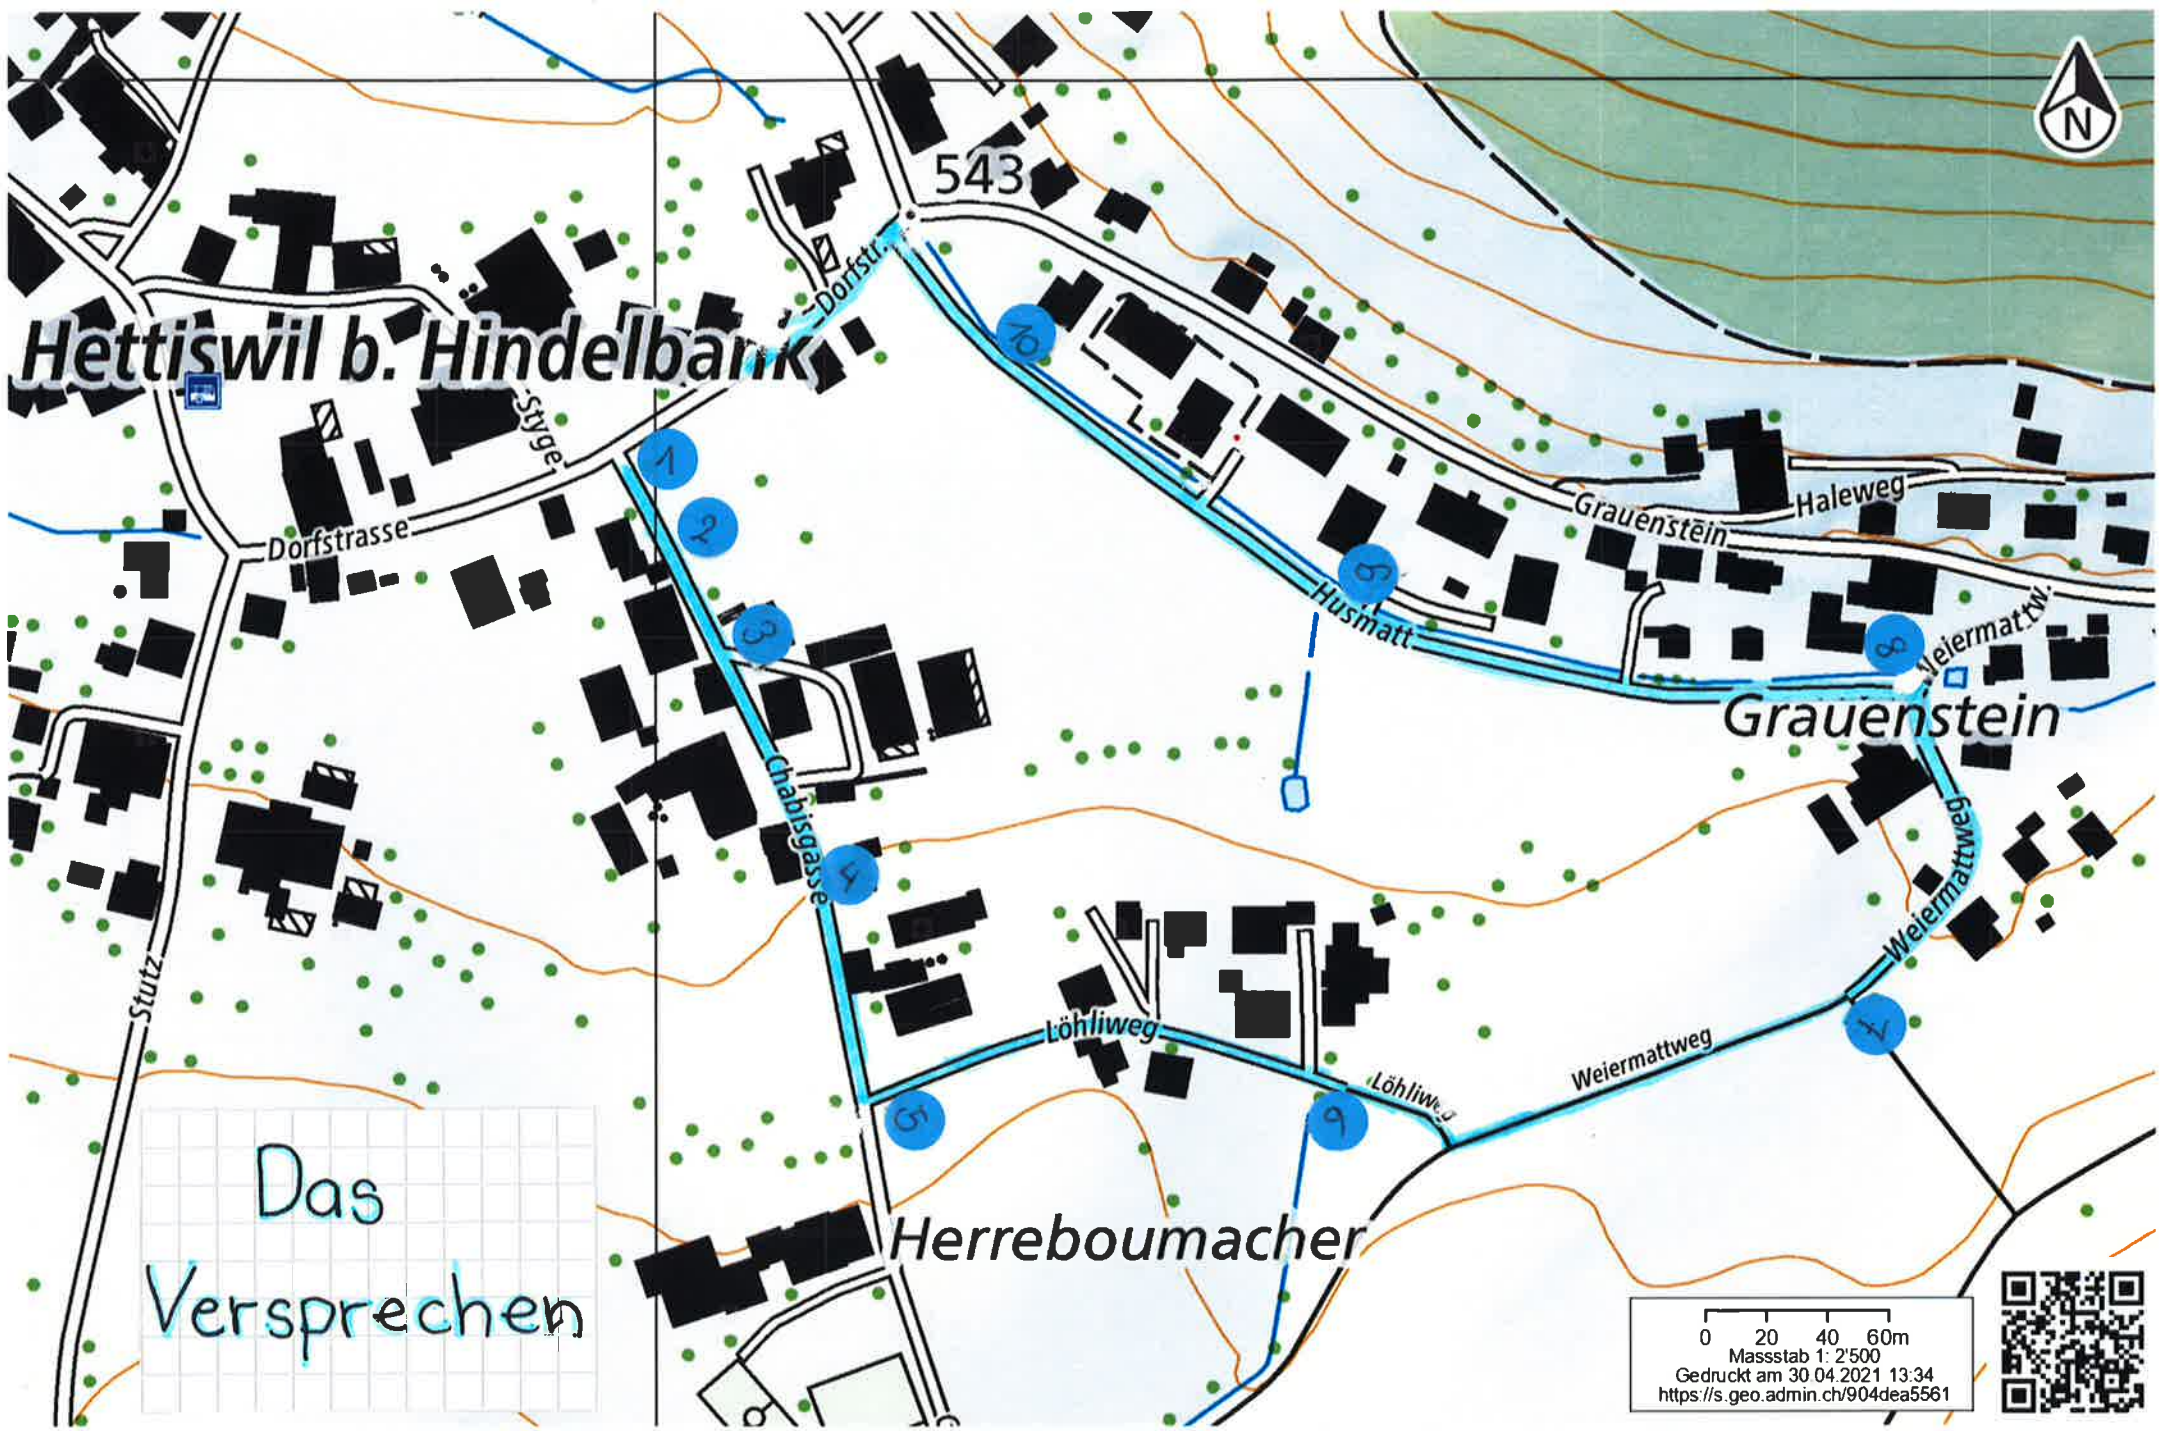 N
543
Dorfstr.
Hettiswil b. Hindelbank
10
Styge
1
Grauenstein
Haleweg
2
Dorfstrasse
9
Husmatt
3
8
Weiermattw.
Grauenstein
Chabisgasse
Weiermattweg
4
Stutz
Löhliweg
7
Weiermattweg
Löhliweg
5
6
Das
Versprechen
Herreboumacher
0 20 40 60m
Massstab 1: 2'500
Gedruckt am 30.04.2021 13:34
https://s.geo.admin.ch/904dea5561